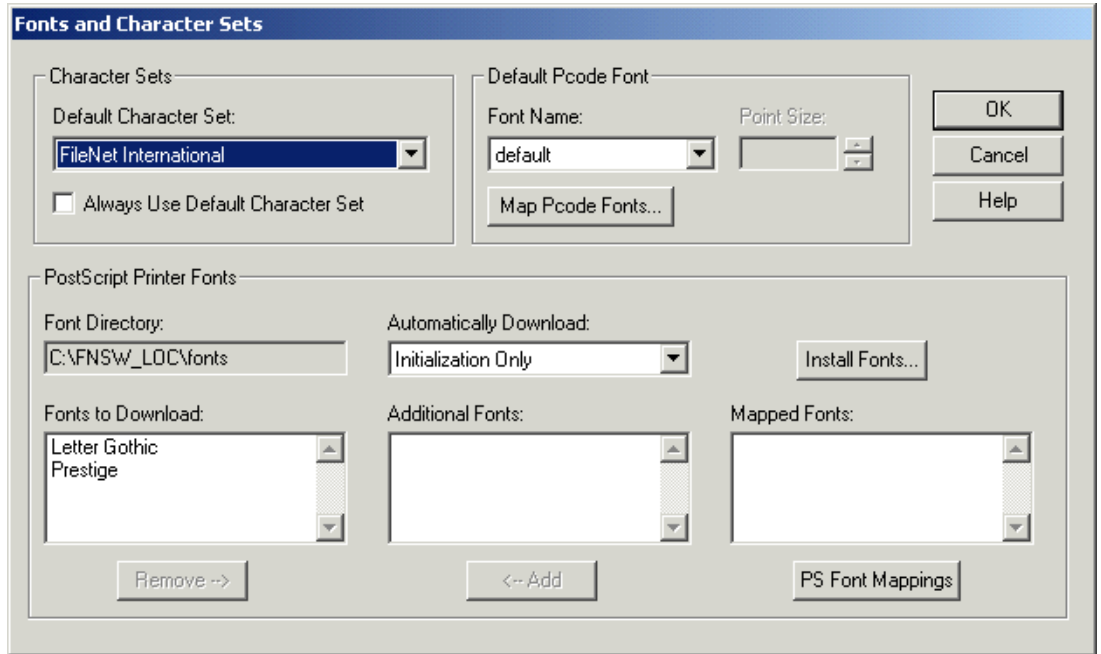 Fonts and Character Sets
Character Sets
Default Character Set:
FileNet International
Always Use Default Character Set
Default Pcode Font
Font Name:
Point Size:
default
Map Pcode Fonts...
OK
Cancel
Help
PostScript Printer Fonts
Font Directory:
C:\FNSW_LOC\fonts
Automatically Download:
Initialization Only
Install Fonts...
Fonts to Download:
Letter Gothic
Prestige
Additional Fonts:
Mapped Fonts:
Remove -->
<-- Add
PS Font Mappings